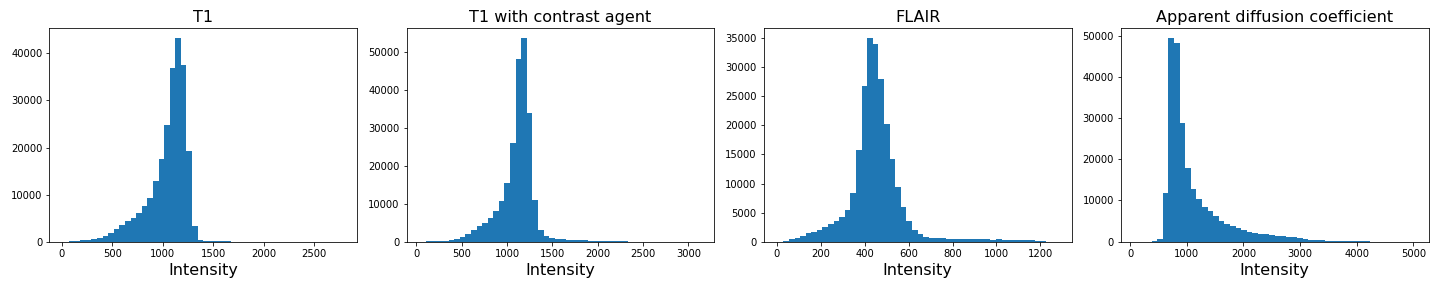 T1
40000
30000
20000
10000
0
0 500 1000 1500 2000 2500
Intensity
T1 with contrast agent
50000
40000
30000
20000
10000
0
0 500 1000 1500 2000 2500 3000
Intensity
FLAIR
35000
30000
25000
20000
15000
10000
5000
0
0 200 400 600 800 1000 1200
Intensity
Apparent diffusion coefficient
50000
40000
30000
20000
10000
0
0 1000 2000 3000 4000 5000
Intensity